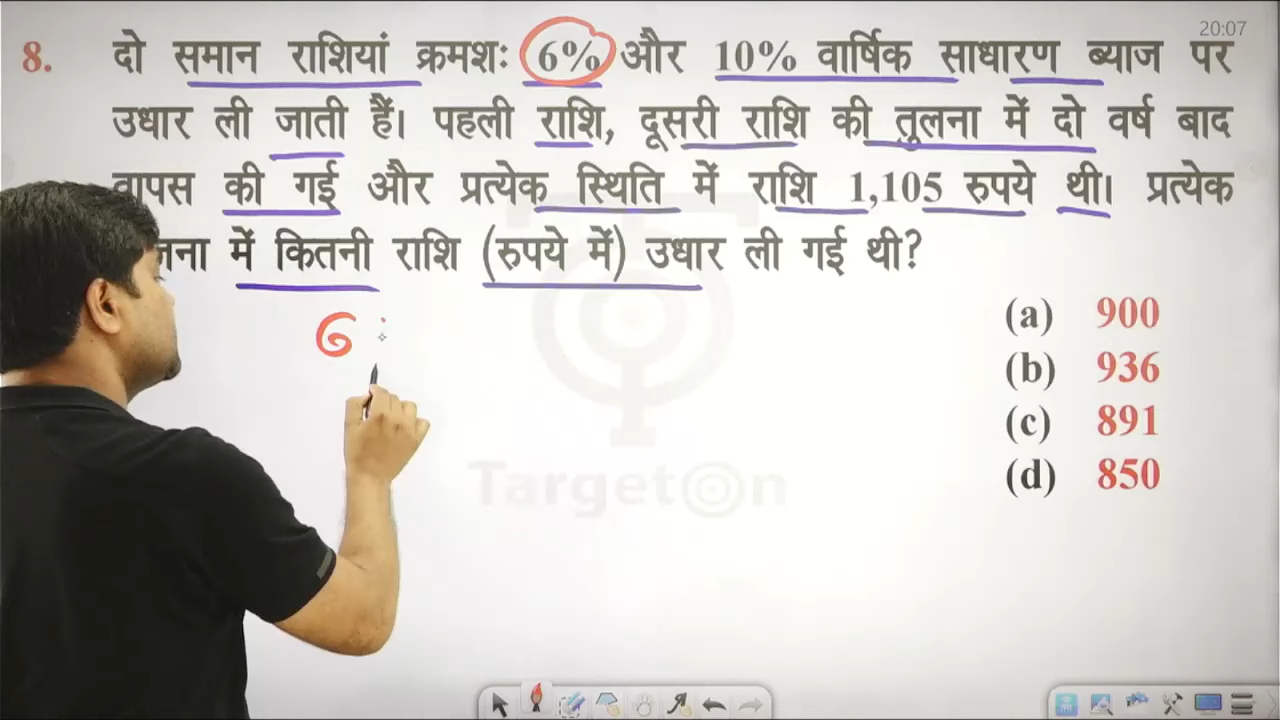 20:07
8. दो समान राशियां क्रमशः 6% और 10% वार्षिक साधारण ब्याज पर
उधार ली जाती हैं। पहली राशि, दूसरी राशि की तुलना में दो वर्ष बाद
वापस की गई और प्रत्येक स्थिति में राशि 1,105 रुपये थी। प्रत्येक
में कितनी राशि (रुपये में) उधार ली गई थी?
6 :
(a) 900
(b) 936
(c) 891
(d) 850
TargetOn